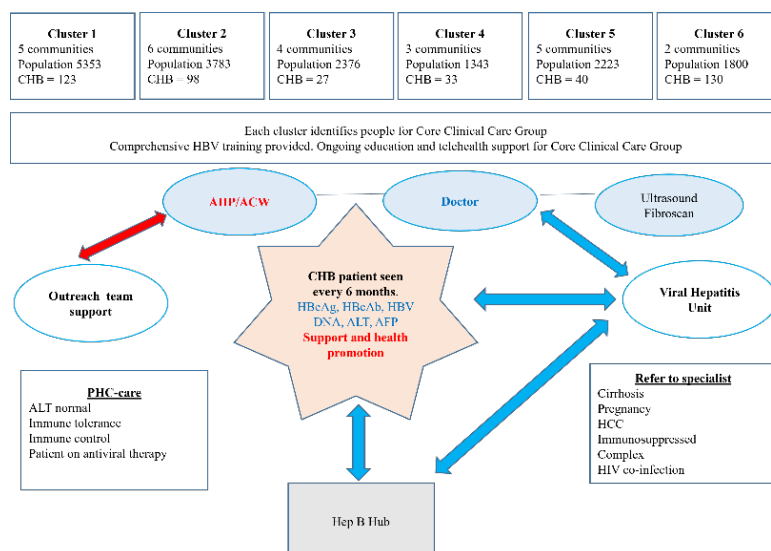 Cluster 1
5 communities
Population 5353
CHB = 123
Cluster 2
6 communities
Population 3783
CHB = 98
Cluster 3
4 communities
Population 2376
CHB = 27
Cluster 4
3 communities
Population 1343
CHB = 33
Cluster 5
5 communities
Population 2223
CHB = 40
Cluster 6
2 communities
Population 1800
CHB = 130
Each cluster identifies people for Core Clinical Care Group
Comprehensive HBV training provided. Ongoing education and telehealth support for Core Clinical Care Group
AHP/ACW
Doctor
Ultrasound
Fibroscan
Outreach team
support
CHB patient seen
every 6 months.
HBeAg, HBeAb, HBV
DNA, ALT, AFP
Support and health
promotion
Viral Hepatitis
Unit
PHC-care
ALT normal
Immune tolerance
Immune control
Patient on antiviral therapy
Refer to specialist
Cirrhosis
Pregnancy
HCC
Immunosuppressed
Complex
HIV co-infection
Hep B Hub